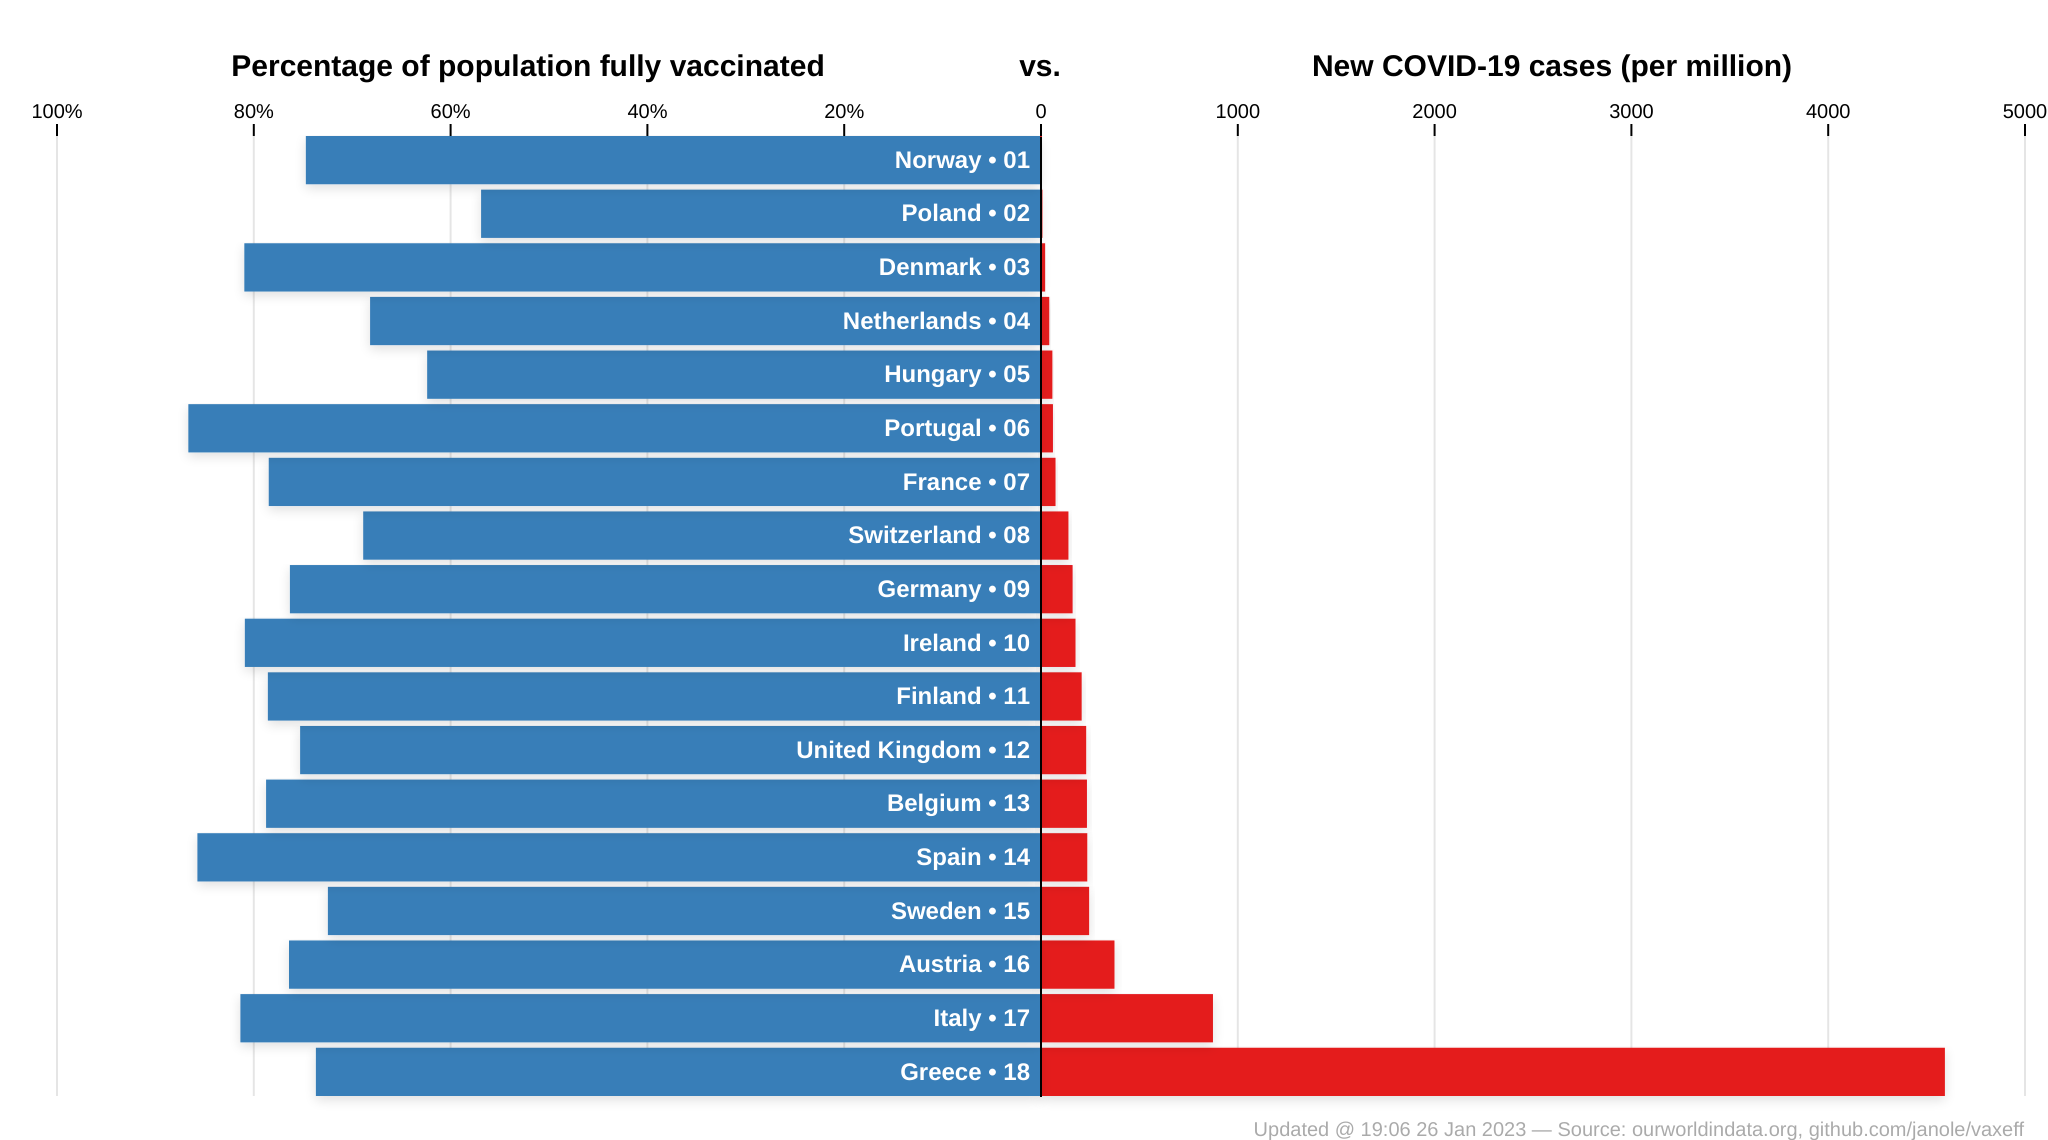 Percentage of population fully vaccinated vs. New COVID-19 cases (per million)
100% 80% 60% 40% 20% 0 1000 2000 3000 4000 5000
Norway • 01
Poland • 02
Denmark • 03
Netherlands • 04
Hungary • 05
Portugal • 06
France • 07
Switzerland • 08
Germany • 09
Ireland • 10
Finland • 11
United Kingdom • 12
Belgium • 13
Spain • 14
Sweden • 15
Austria • 16
Italy • 17
Greece • 18
Updated @ 19:06 26 Jan 2023 — Source: ourworldindata.org, github.com/janole/vaxeff